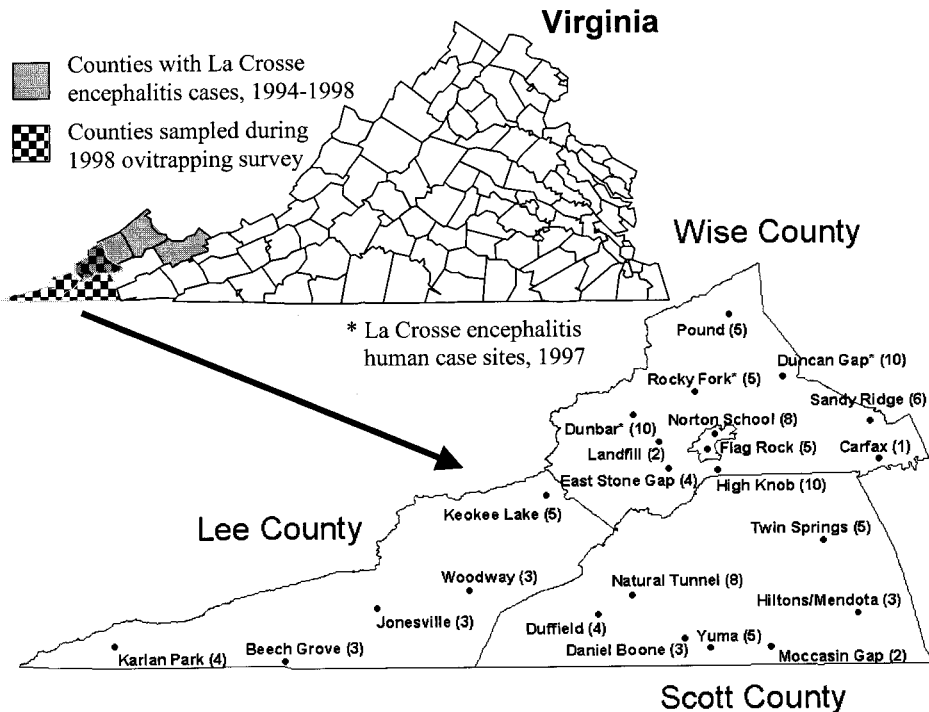 Virginia
Counties with La Crosse
encephalitis cases, 1994-1998
Counties sampled during
1998 ovitrapping survey
Wise County
* La Crosse encephalitis
human case sites, 1997
Pound (5)
Duncan Gap* (10)
Rocky Fork* (5)
Sandy Ridge (6)
Dunbar* (10)
Norton School (8)
Landfill (2)
Flag Rock (5)
Carfax (1)
East Stone Gap (4)
High Knob (10)
Lee County
Keokee Lake (5)
Twin Springs (5)
Woodway (3)
Natural Tunnel (8)
Jonesville (3)
Hiltons/Mendota (3)
Duffield (4)
Karlan Park (4)
Beech Grove (3)
Daniel Boone (3)
Yuma (5)
Moccasin Gap (2)
Scott County